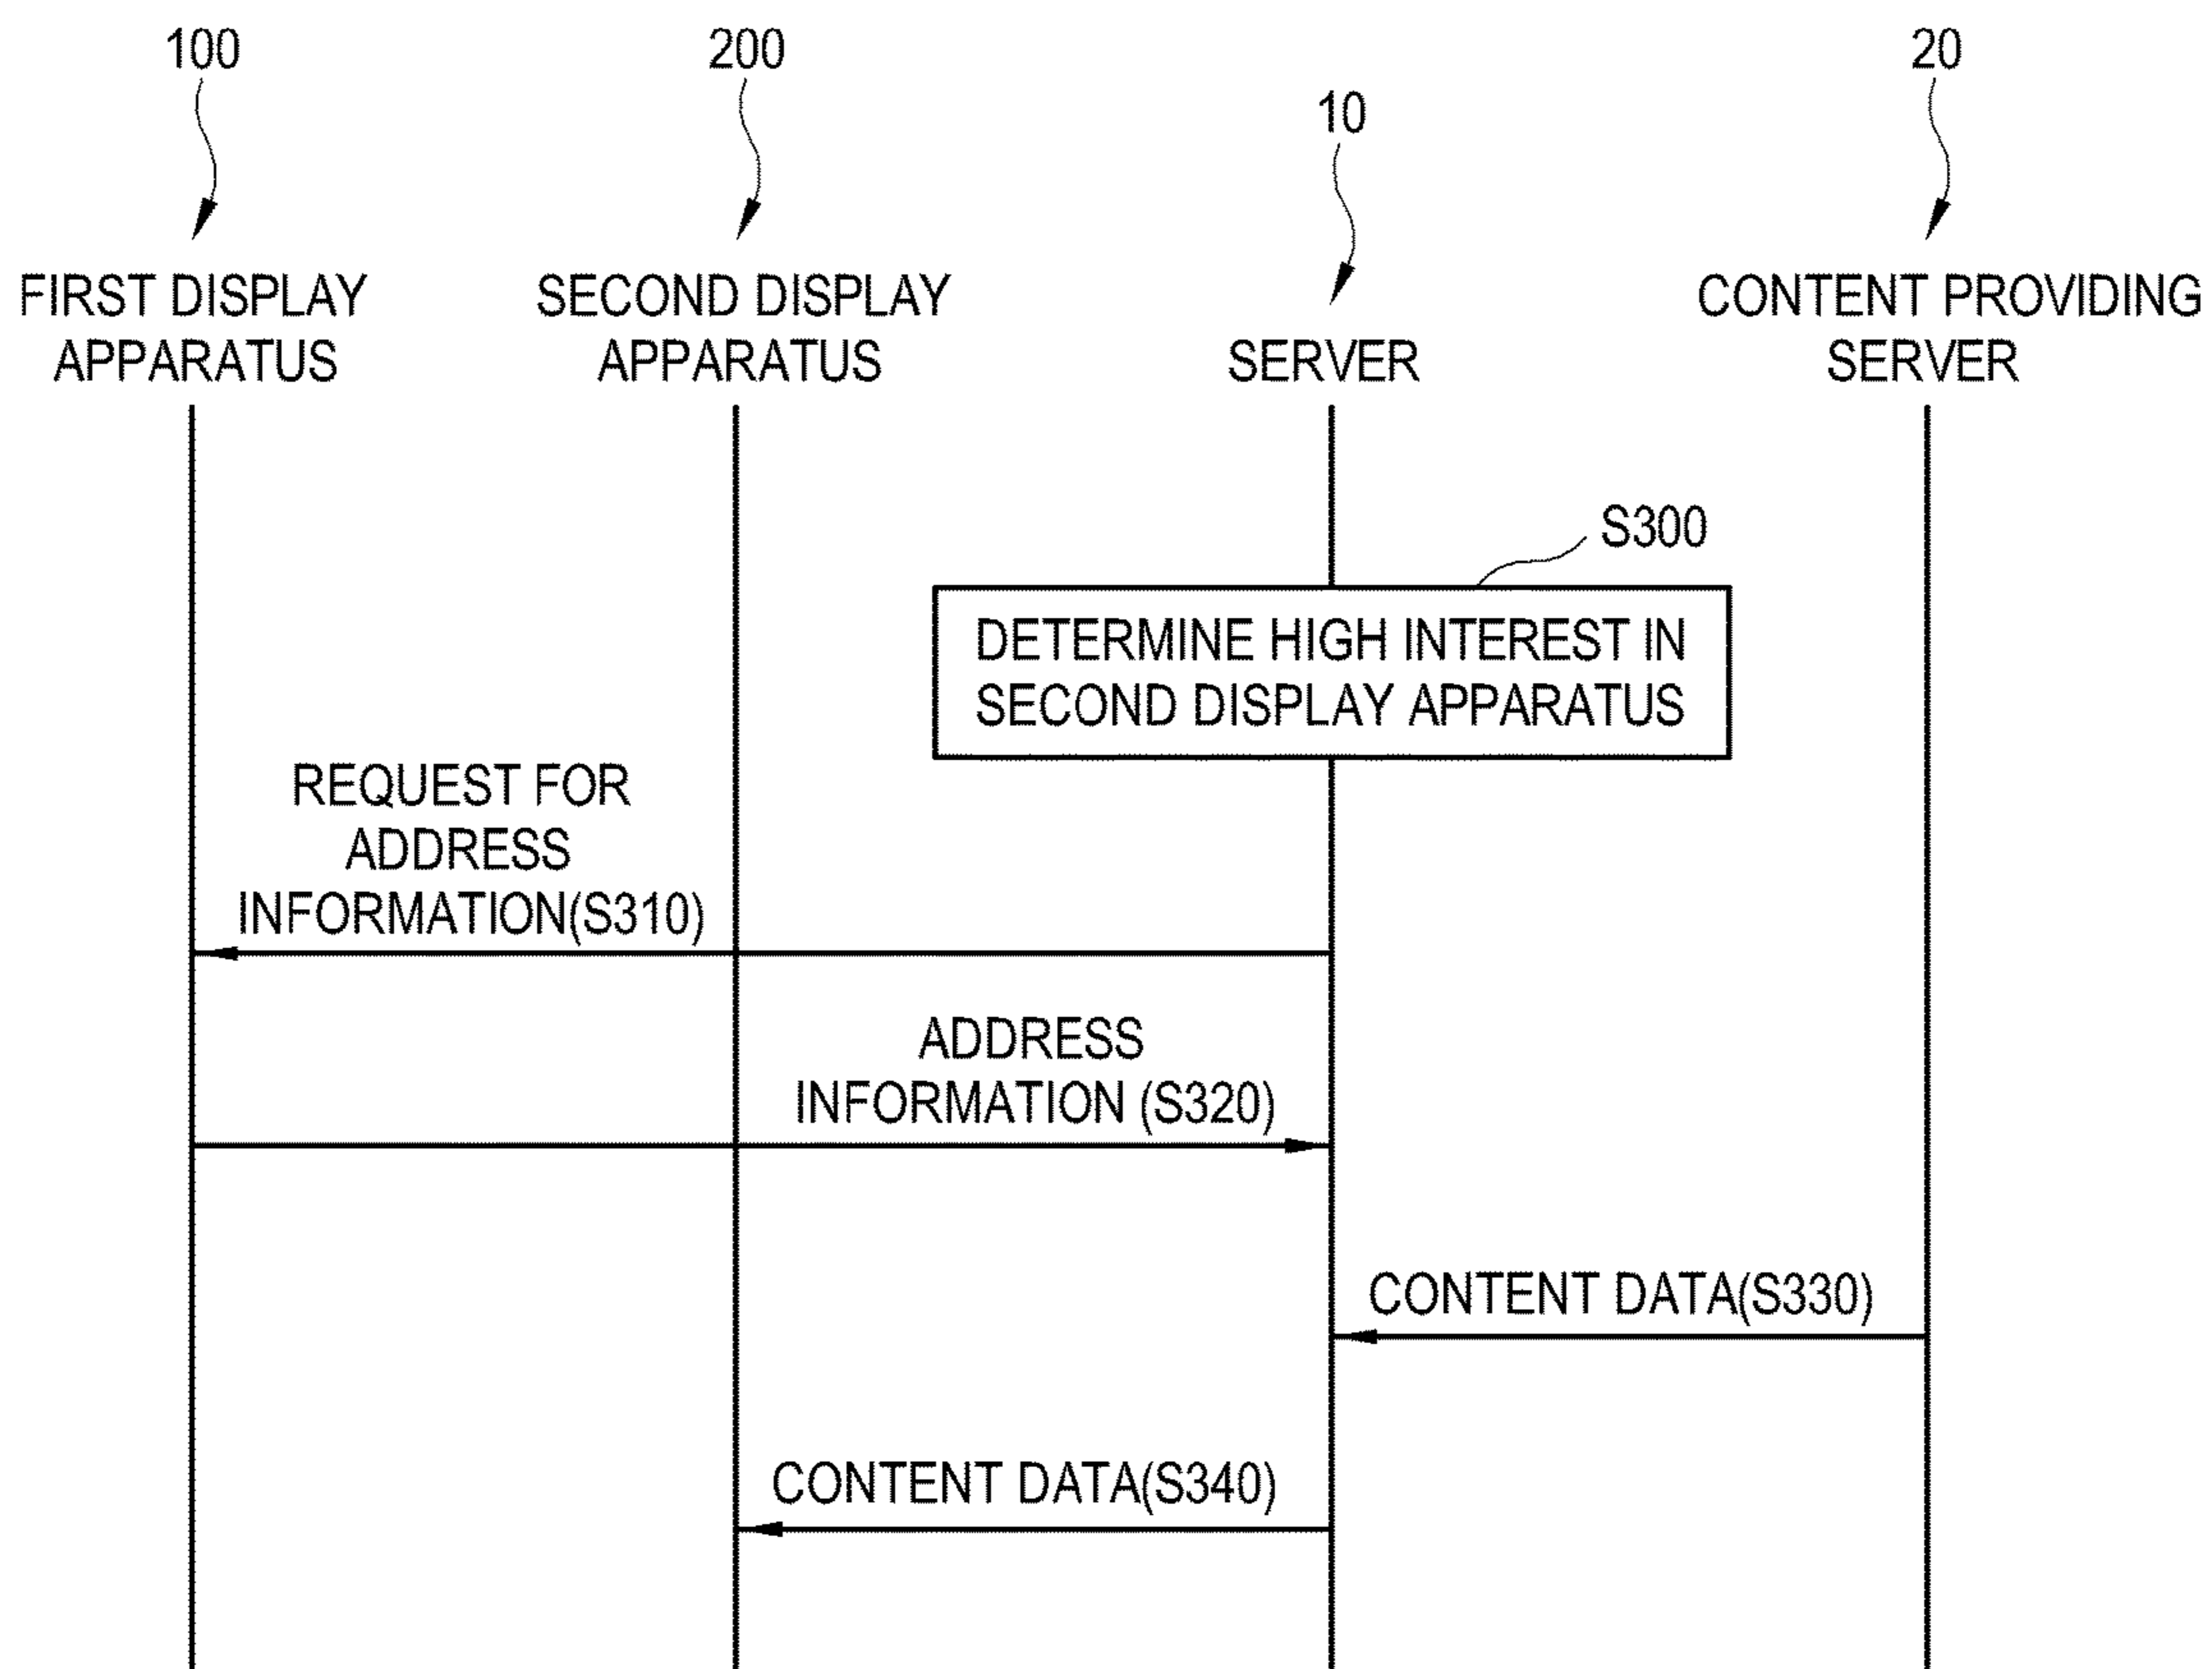 100
200
10
20
FIRST DISPLAY
APPARATUS
SECOND DISPLAY
APPARATUS
SERVER
CONTENT PROVIDING
SERVER
S300
DETERMINE HIGH INTEREST IN
SECOND DISPLAY APPARATUS
REQUEST FOR
ADDRESS
INFORMATION(S310)
ADDRESS
INFORMATION (S320)
CONTENT DATA(S330)
CONTENT DATA(S340)